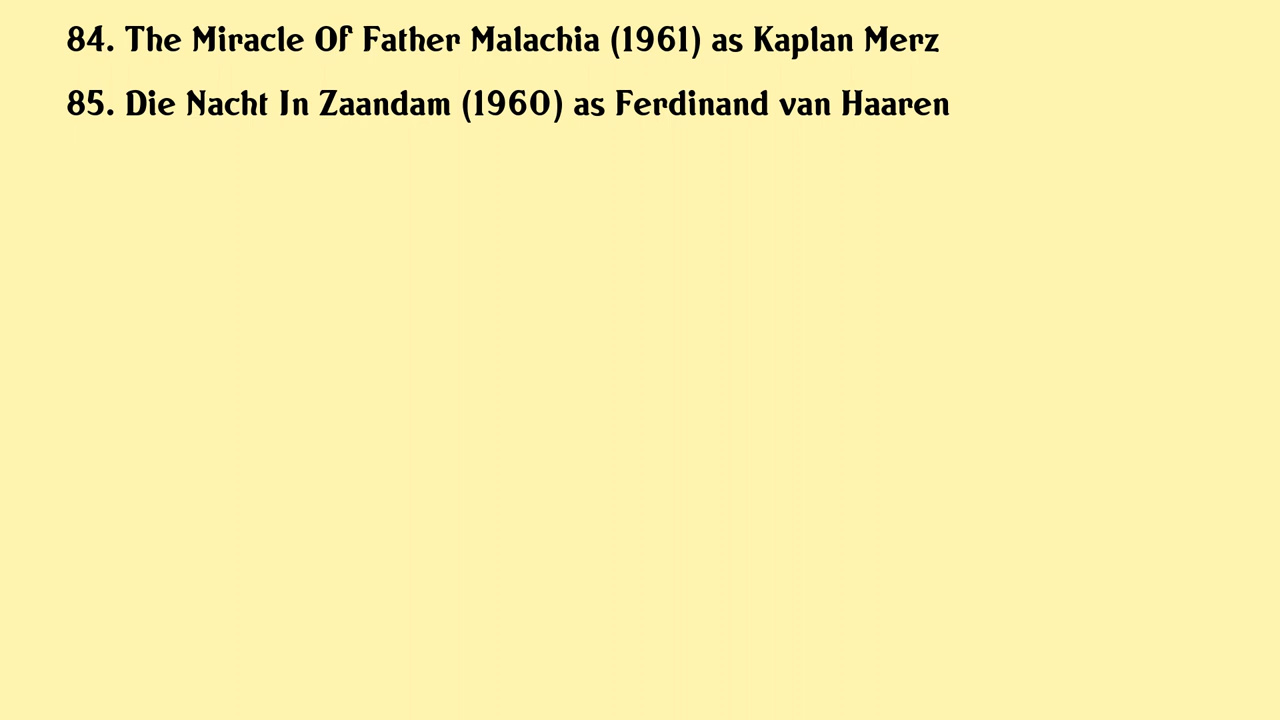 84. The Miracle Of Father Malachia (1961) as Kaplan Merz
85. Die Nacht In Zaandam (1960) as Ferdinand van Haaren